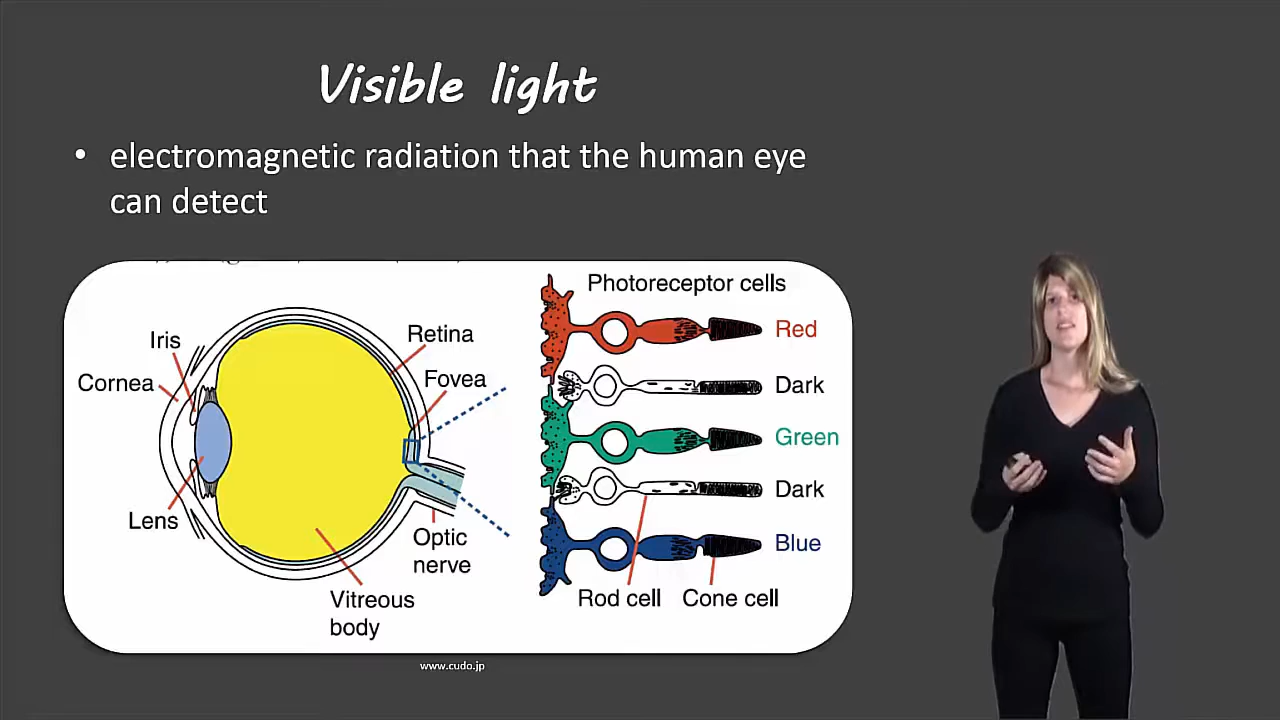 Visible light
• electromagnetic radiation that the human eye
can detect
Iris
Cornea
Lens
Retina
Fovea
Optic
nerve
Vitreous
body
Photoreceptor cells
Red
Dark
Green
Dark
Blue
Rod cell
Cone cell
www.cudo.jp